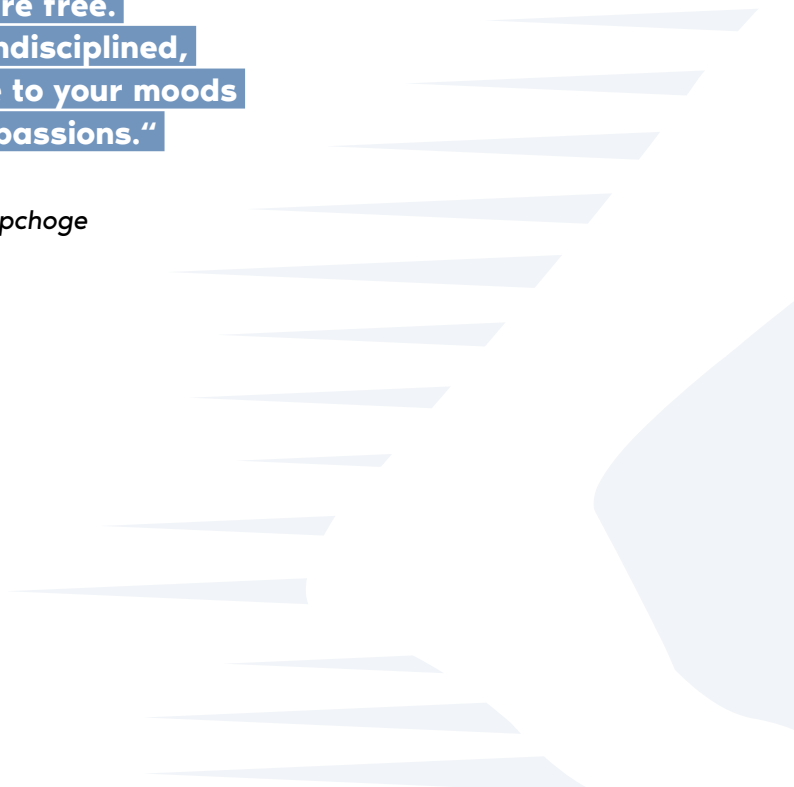 re free.
ndisciplined,
to your moods
passions.“
pchoge